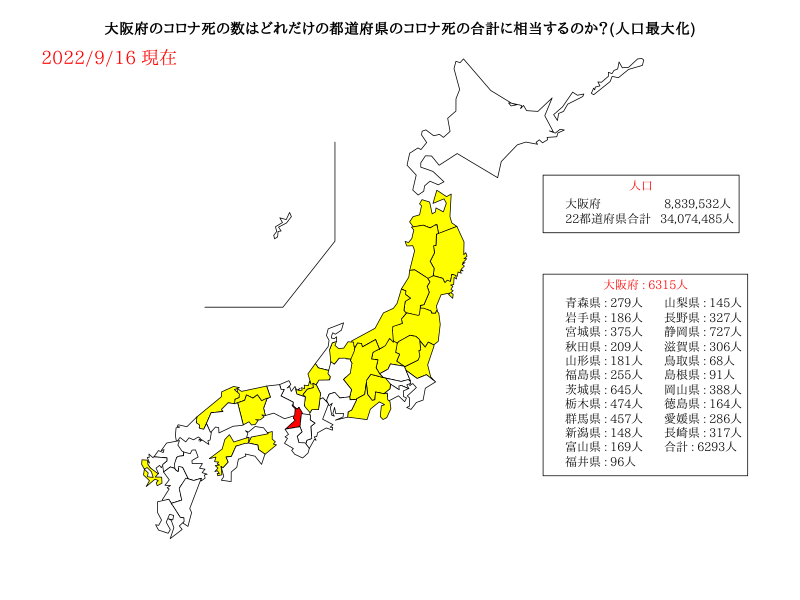 大阪府のコロナ死の数はどれだけの都道府県のコロナ死の合計に相当するのか?(人口最大化)
2022/9/16 現在
人口
大阪府 8,839,532人
22都道府県合計 34,074,485人
大阪府 : 6315人
青森県 : 279人 山梨県 : 145人
岩手県 : 186人 長野県 : 327人
宮城県 : 375人 静岡県 : 727人
秋田県 : 209人 滋賀県 : 306人
山形県 : 181人 鳥取県 : 68人
福島県 : 255人 島根県 : 91人
茨城県 : 645人 岡山県 : 388人
栃木県 : 474人 徳島県 : 164人
群馬県 : 457人 愛媛県 : 286人
新潟県 : 148人 長崎県 : 317人
富山県 : 169人 合計 : 6293人
福井県 : 96人